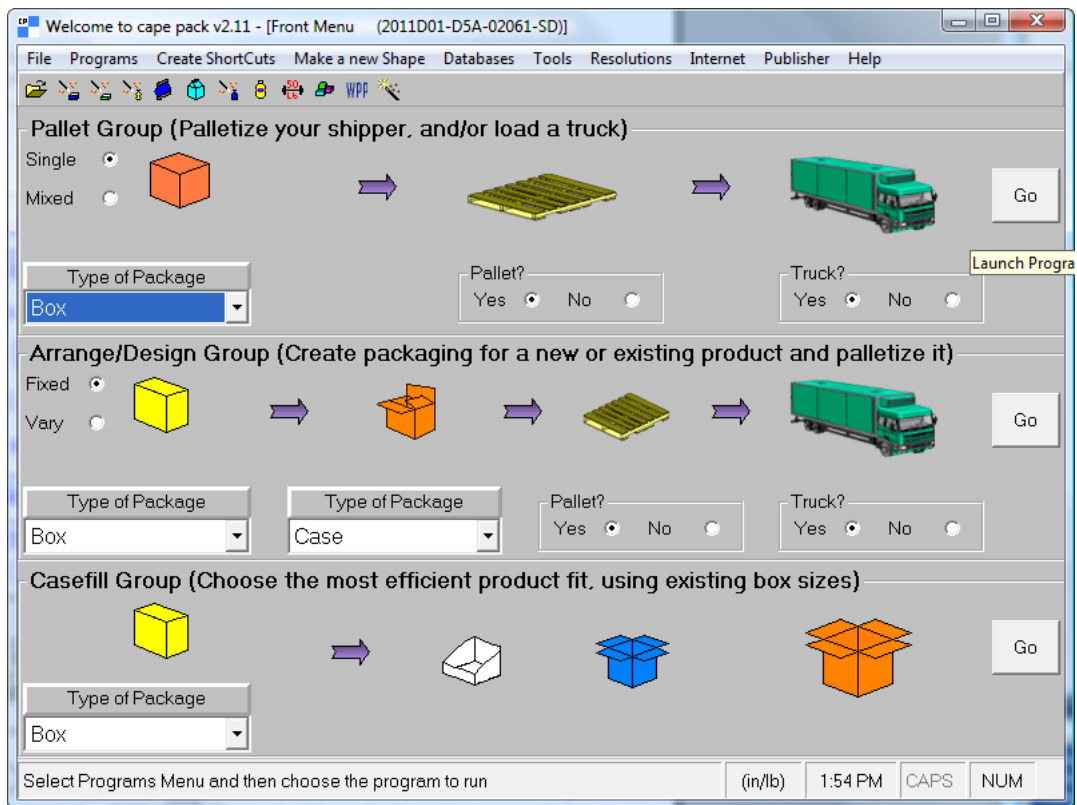 Welcome to cape pack v2.11 - [Front Menu (2011D01-D5A-02061-SD)]
File Programs Create ShortCuts Make a new Shape Databases Tools Resolutions Internet Publisher Help
WPP
Pallet Group (Palletize your shipper, and/or load a truck)
Single
Mixed
Go
Launch Progra
Type of Package
Box
Pallet?
Yes No
Truck?
Yes No
Arrange/Design Group (Create packaging for a new or existing product and palletize it)
Fixed
Vary
Go
Type of Package
Box
Type of Package
Case
Pallet?
Yes No
Truck?
Yes No
Casefill Group (Choose the most efficient product fit, using existing box sizes)
Go
Type of Package
Box
Select Programs Menu and then choose the program to run (in/lb) 1:54 PM CAPS NUM